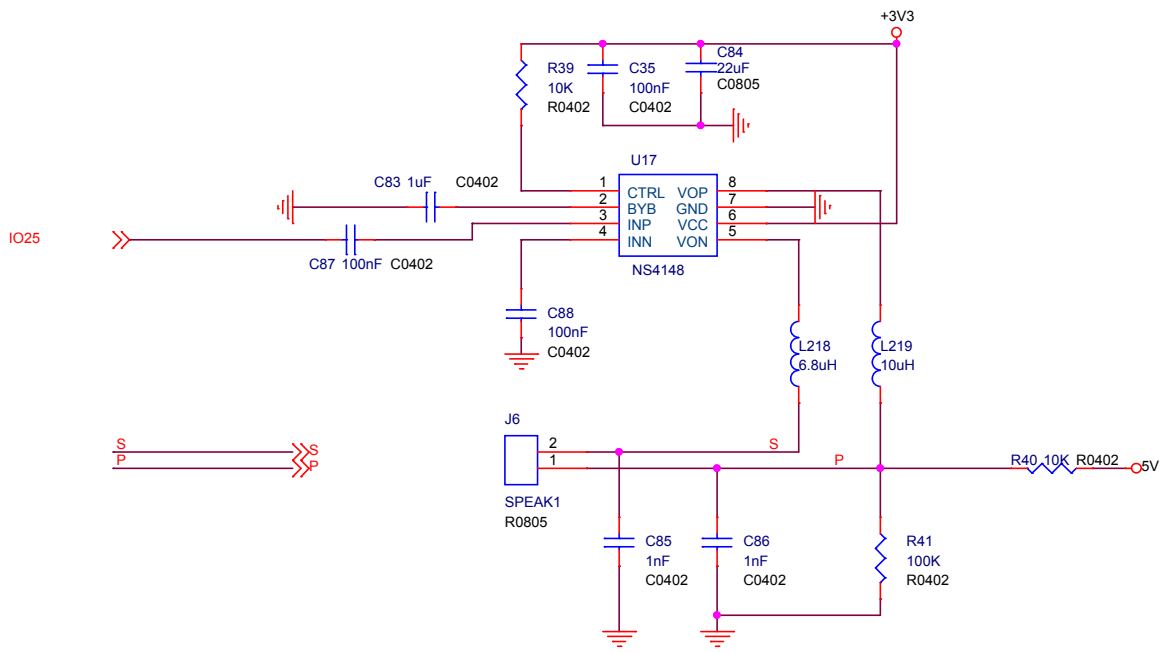 +3V3
R39
10K
R0402
C35
100nF
C0402
C84
22uF
C0805
U17
C83 1uF C0402
1 CTRL VOP 8
2 BYB GND 7
3 INP VCC 6
4 INN VON 5
NS4148
IO25
C87 100nF C0402
C88
100nF
C0402
L218
6.8uH
L219
10uH
J6
S S
P P
2 S
1 P
R40 10K R0402 5V
SPEAK1
R0805
C85
1nF
C0402
C86
1nF
C0402
R41
100K
R0402